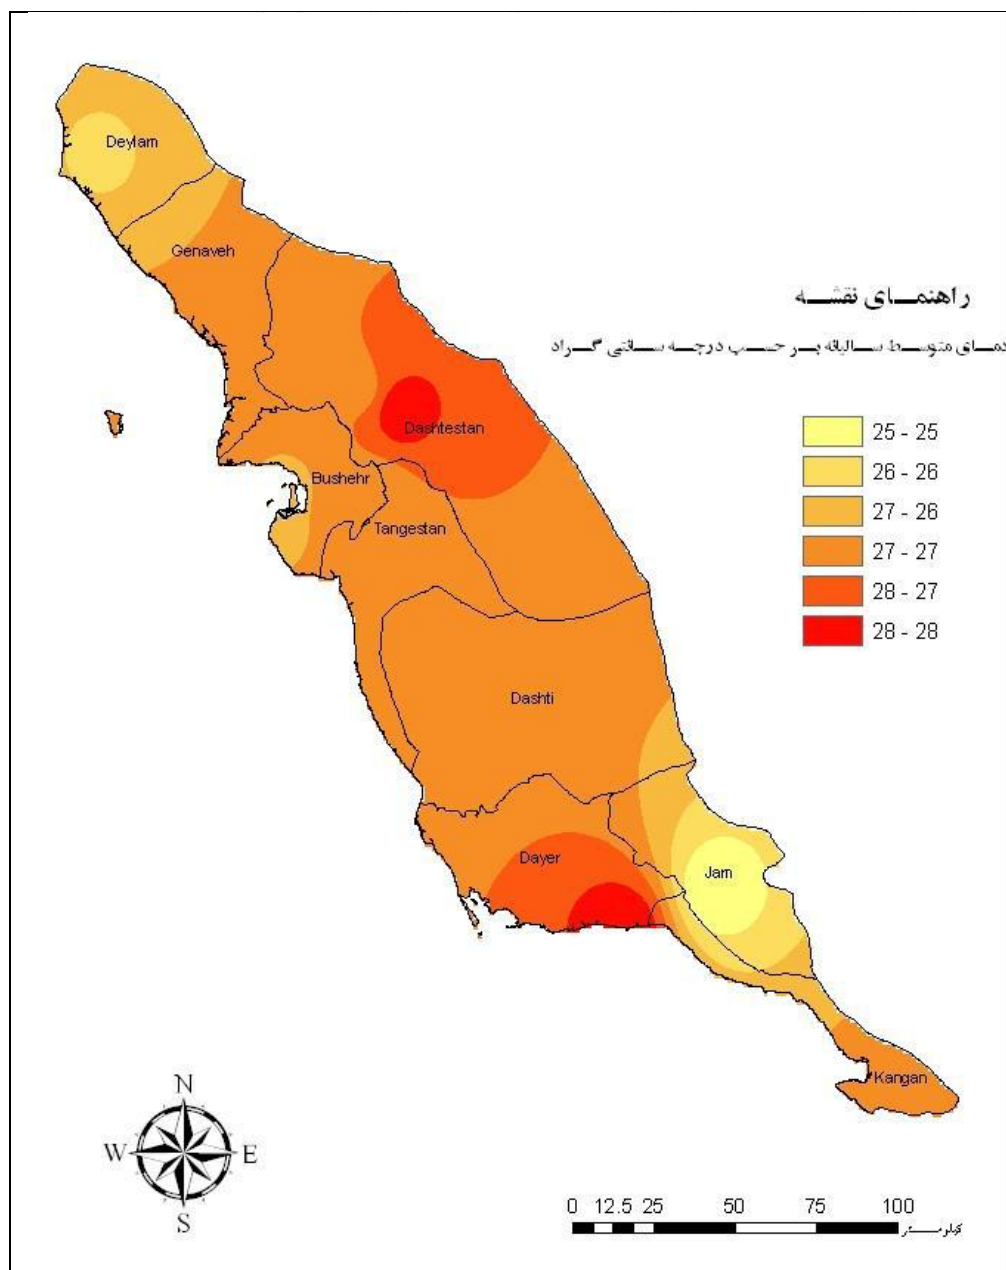 Deylam
Genaveh
راهنمای نقشه
دمای متوسط سالیانه بر حسب درجه سانتی گراد
Dashtestan
25 - 25
Bushehr
26 - 26
Tangestan
27 - 26
27 - 27
28 - 27
28 - 28
Dashti
Dayer
Jam
Kangan
N
W E
S
0 12.5 25 50 75 100
کیلومتر